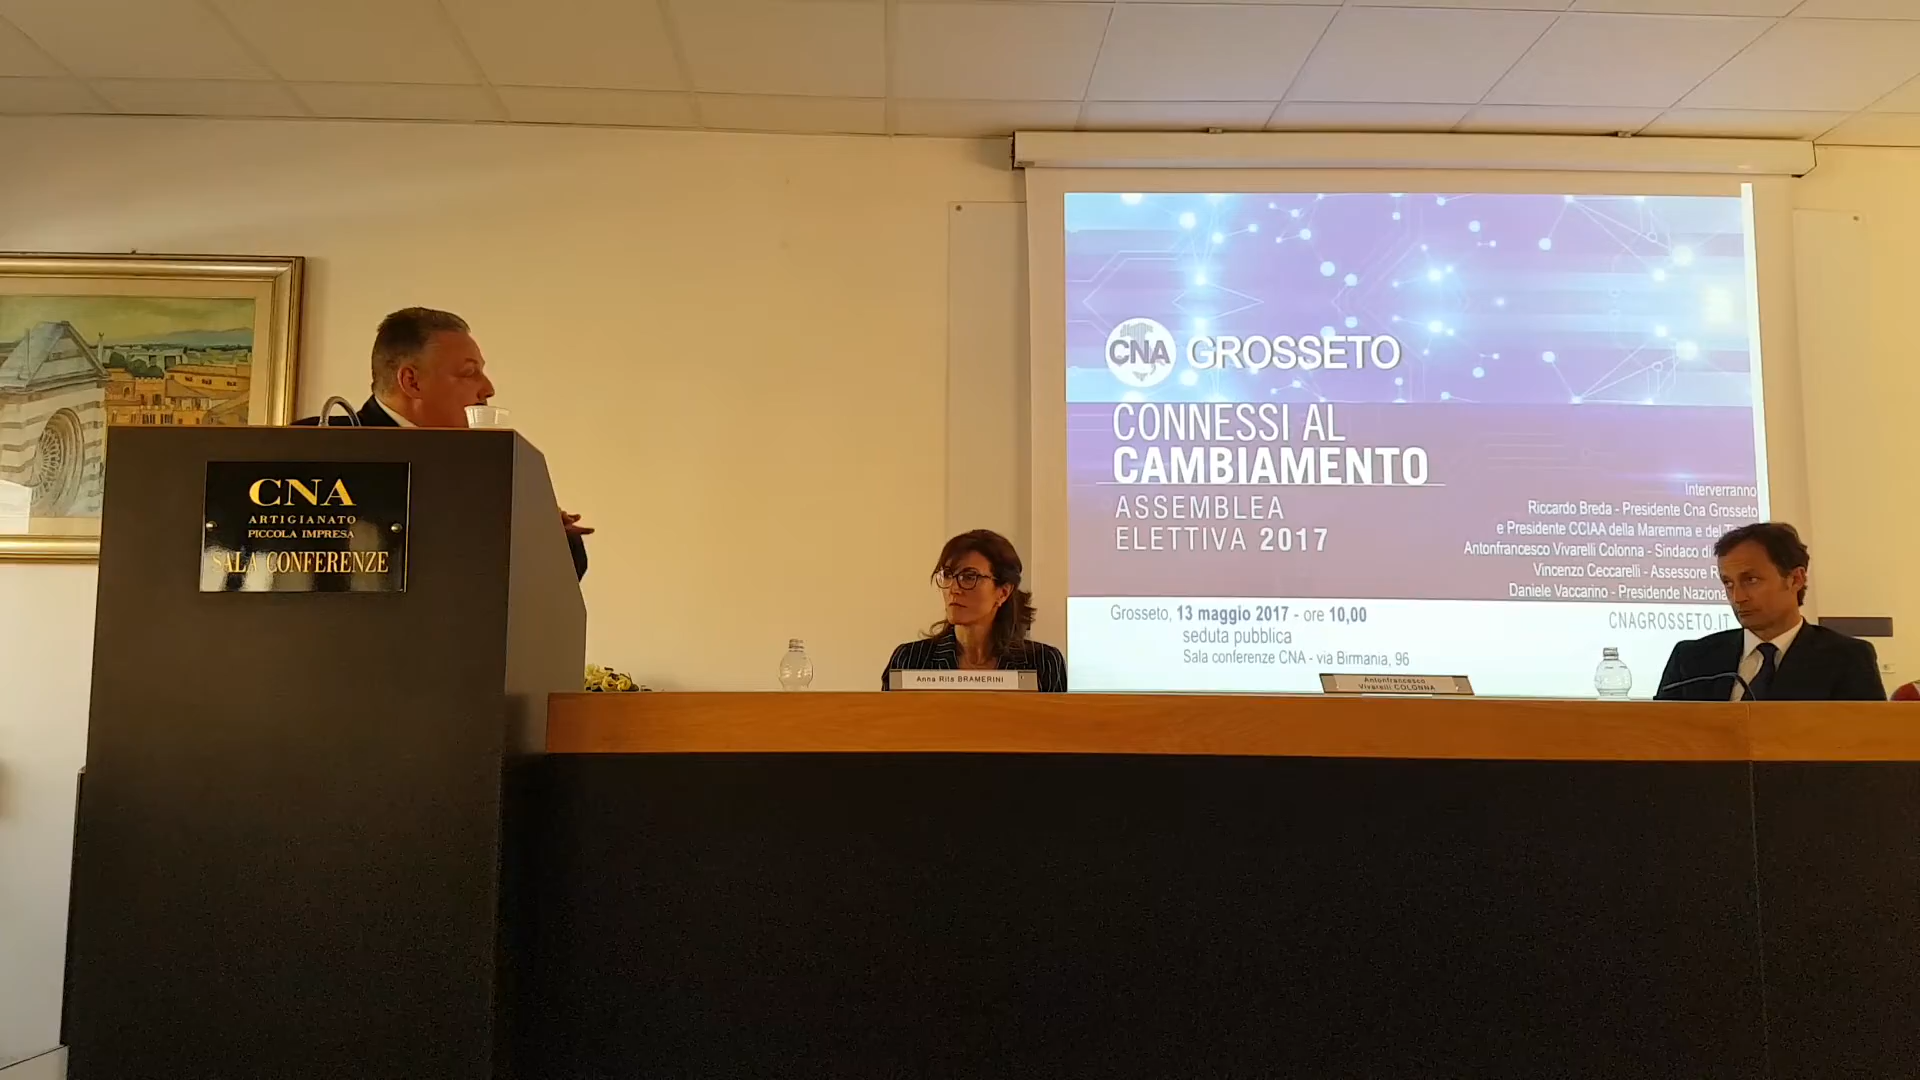 CNA
ARTIGIANATO
PICCOLA IMPRESA
SALA CONFERENZE
Anna Rita BRAMERINI
CNA GROSSETO
CONNESSI AL
CAMBIAMENTO
ASSEMBLEA
ELETTIVA 2017
Interverranno
Riccardo Breda - Presidente Cna Grosseto
e Presidente CCIAA della Maremma e del
Antonfrancesco Vivarelli Colonna - Sindaco di
Vincenzo Ceccarelli - Assessore
Daniele Vaccarino - Presidende
Grosseto, 13 maggio 2017 - ore 10,00
seduta pubblica
Sala conferenze CNA - via Birmania, 96
CNAGROSSETO.IT
Antonfrancesco
Vivarelli COLONNA